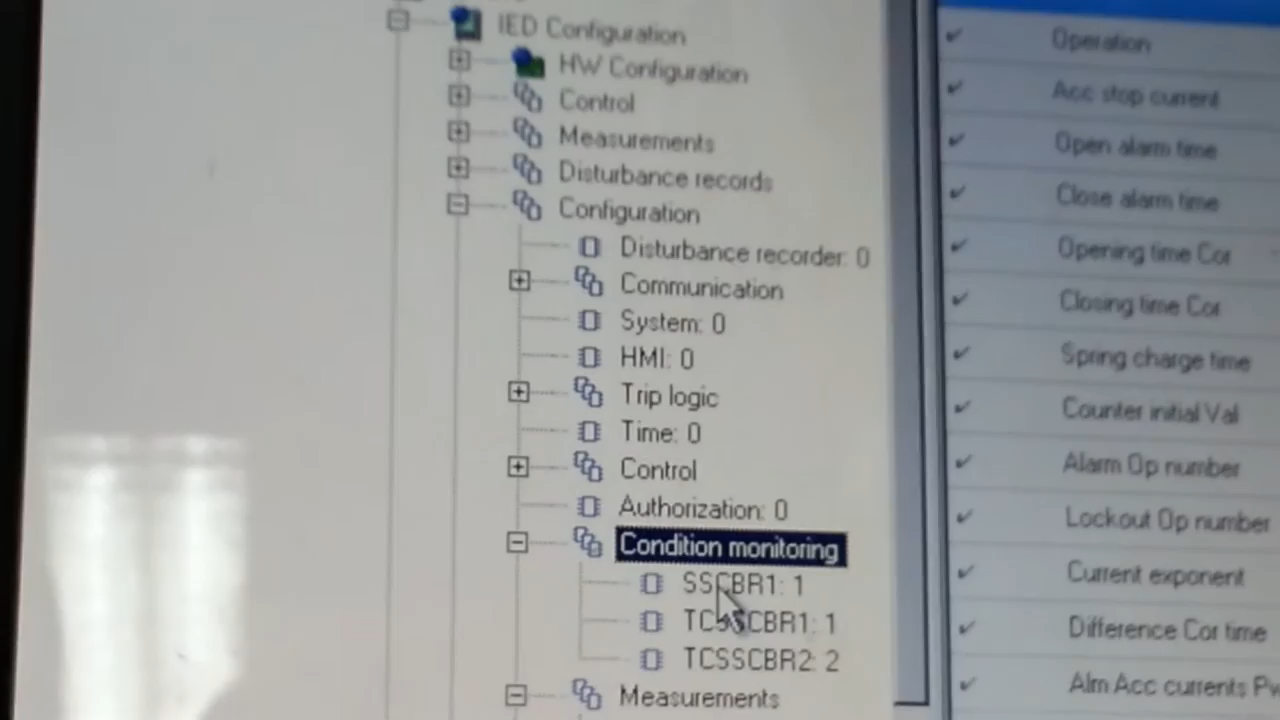 IED Configuration
HW Configuration
Control
Measurements
Disturbance records
Configuration
Disturbance recorder: 0
Communication
System: 0
HMI: 0
Trip logic
Time: 0
Control
Authorization: 0
Condition monitoring
SSCBR1: 1
TCSSCBR1: 1
TCSSCBR2: 2
Measurements
Operation
Acc stop current
Open alarm time
Close alarm time
Opening time Cor
Closing time Cor
Spring charge time
Counter initial Val
Alarm Op number
Lockout Op number
Current exponent
Difference Cor time
Alm Acc currents